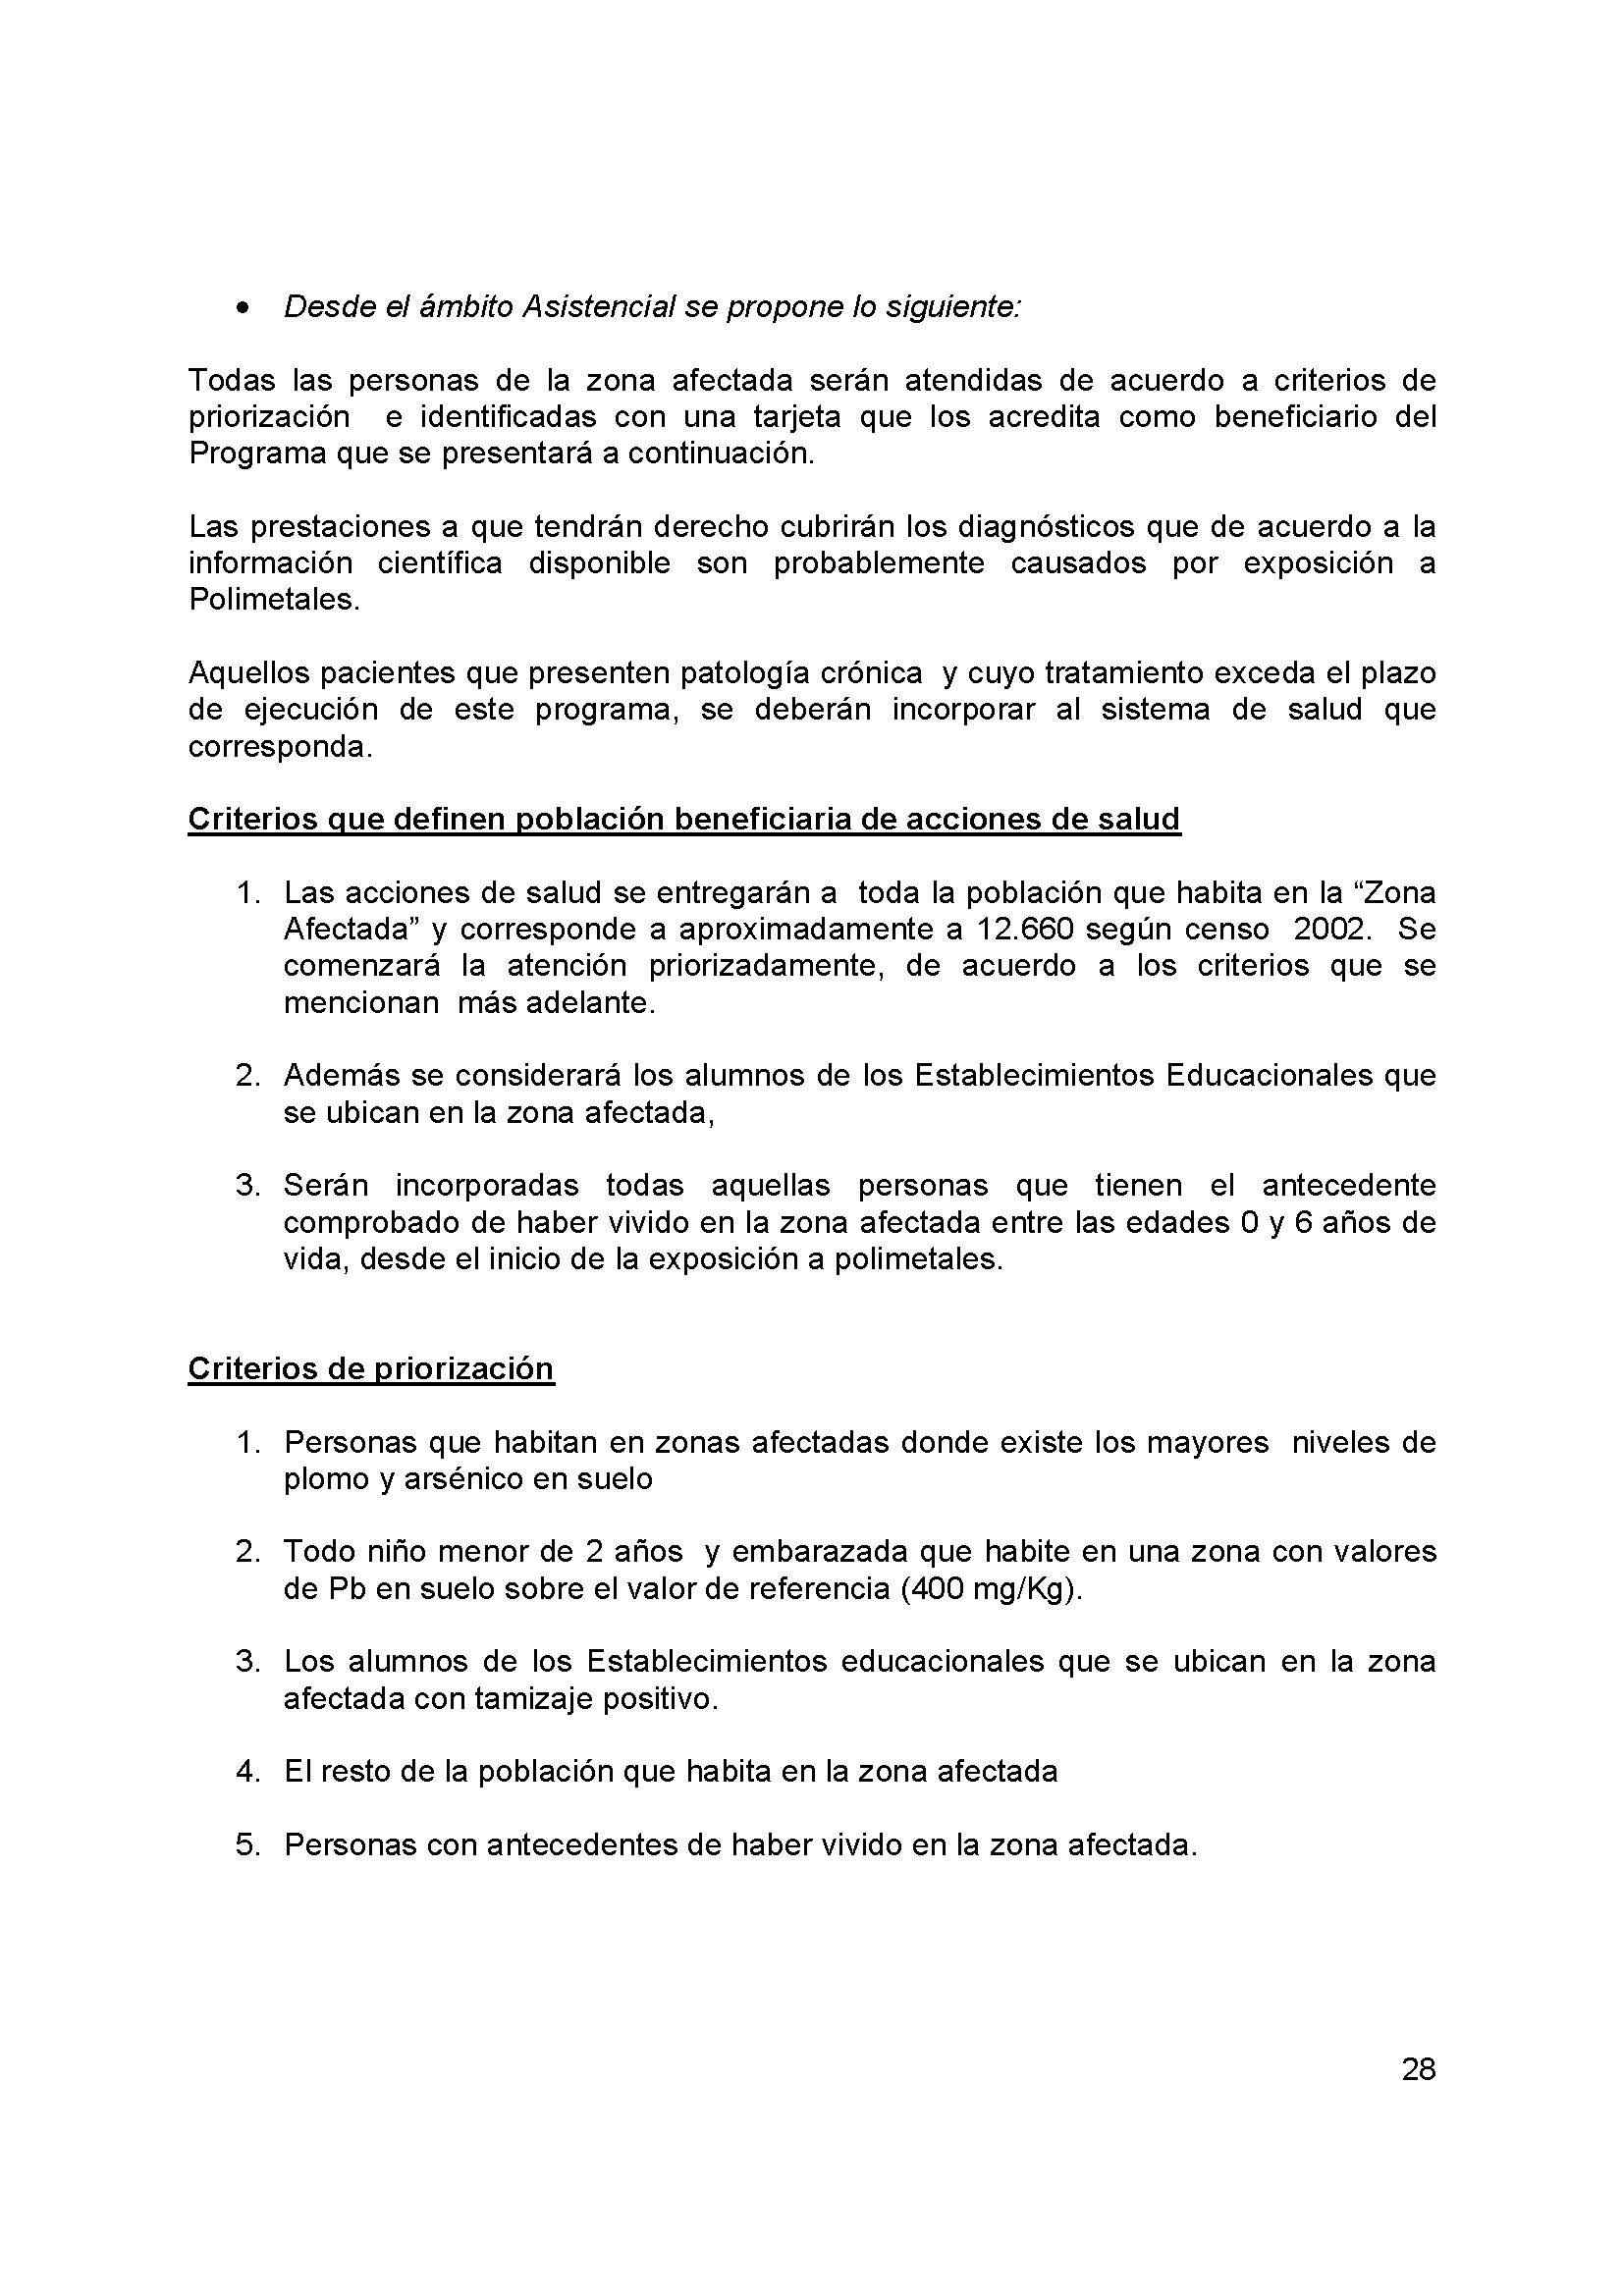 • Desde el ámbito Asistencial se propone lo siguiente:
Todas las personas de la zona afectada serán atendidas de acuerdo a criterios de
priorización  e identificadas con una tarjeta que los acredita como beneficiario del
Programa que se presentará a continuación.
Las prestaciones a que tendrán derecho cubrirán los diagnósticos que de acuerdo a la
información científica disponible son probablemente causados por exposición a
Polimetales.
Aquellos pacientes que presenten patología crónica  y cuyo tratamiento exceda el plazo
de ejecución de este programa, se deberán incorporar al sistema de salud que
corresponda.
Criterios que definen población beneficiaria de acciones de salud
1. Las acciones de salud se entregarán a  toda la población que habita en la “Zona
Afectada” y corresponde a aproximadamente a 12.660 según censo  2002.  Se
comenzará la atención priorizadamente, de acuerdo a los criterios que se
mencionan  más adelante.
2. Además se considerará los alumnos de los Establecimientos Educacionales que
se ubican en la zona afectada,
3. Serán incorporadas todas aquellas personas que tienen el antecedente
comprobado de haber vivido en la zona afectada entre las edades 0 y 6 años de
vida, desde el inicio de la exposición a polimetales.
Criterios de priorización
1. Personas que habitan en zonas afectadas donde existe los mayores  niveles de
plomo y arsénico en suelo
2. Todo niño menor de 2 años  y embarazada que habite en una zona con valores
de Pb en suelo sobre el valor de referencia (400 mg/Kg).
3. Los alumnos de los Establecimientos educacionales que se ubican en la zona
afectada con tamizaje positivo.
4. El resto de la población que habita en la zona afectada
5. Personas con antecedentes de haber vivido en la zona afectada.
28